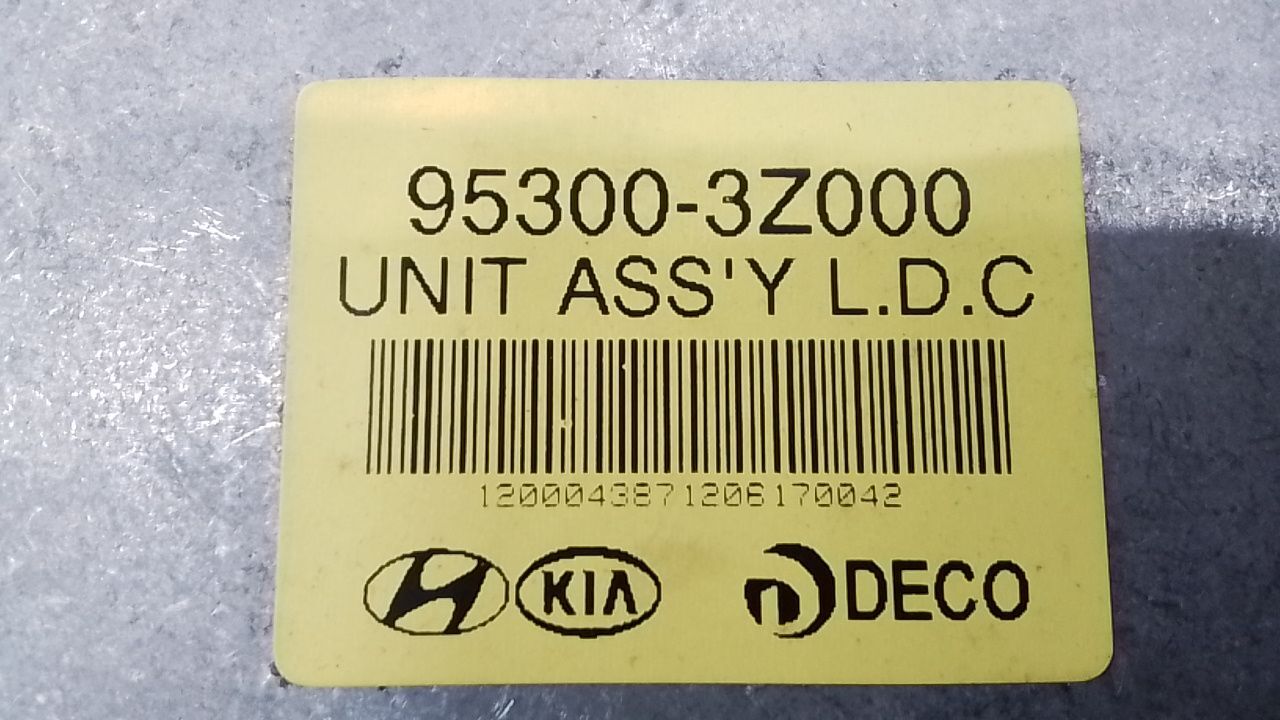 95300-3Z000
UNIT ASS'Y L.D.C
1200043871206170042
KIA DECO